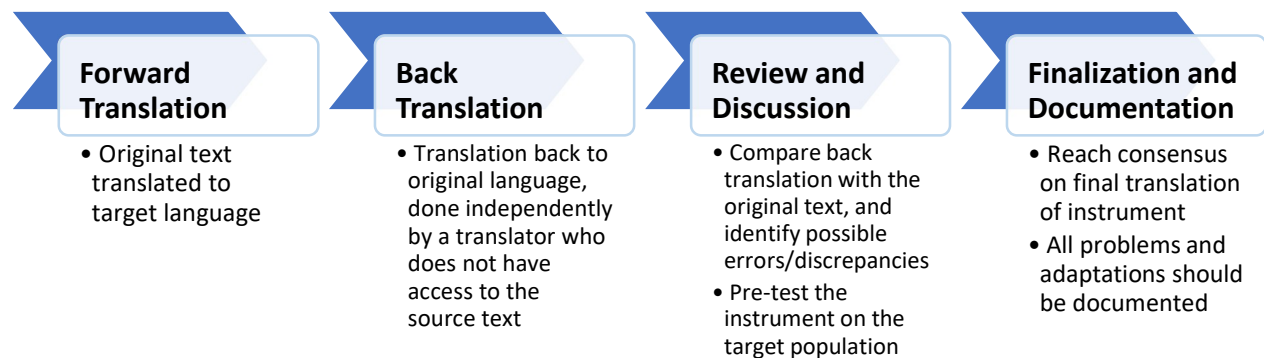 Forward
Translation
• Original text
translated to
target language
Back
Translation
• Translation back to
original language,
done independently
by a translator who
does not have
access to the
source text
Review and
Discussion
• Compare back
translation with the
original text, and
identify possible
errors/discrepancies
• Pre-test the
instrument on the
target population
Finalization and
Documentation
• Reach consensus
on final translation
of instrument
• All problems and
adaptations should
be documented